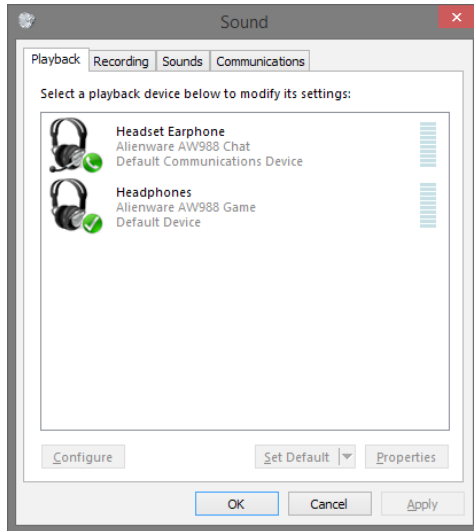 Sound
Playback Recording Sounds Communications
Select a playback device below to modify its settings:
Headset Earphone
Alienware AW988 Chat
Default Communications Device
Headphones
Alienware AW988 Game
Default Device
Configure Set Default Properties
OK Cancel Apply